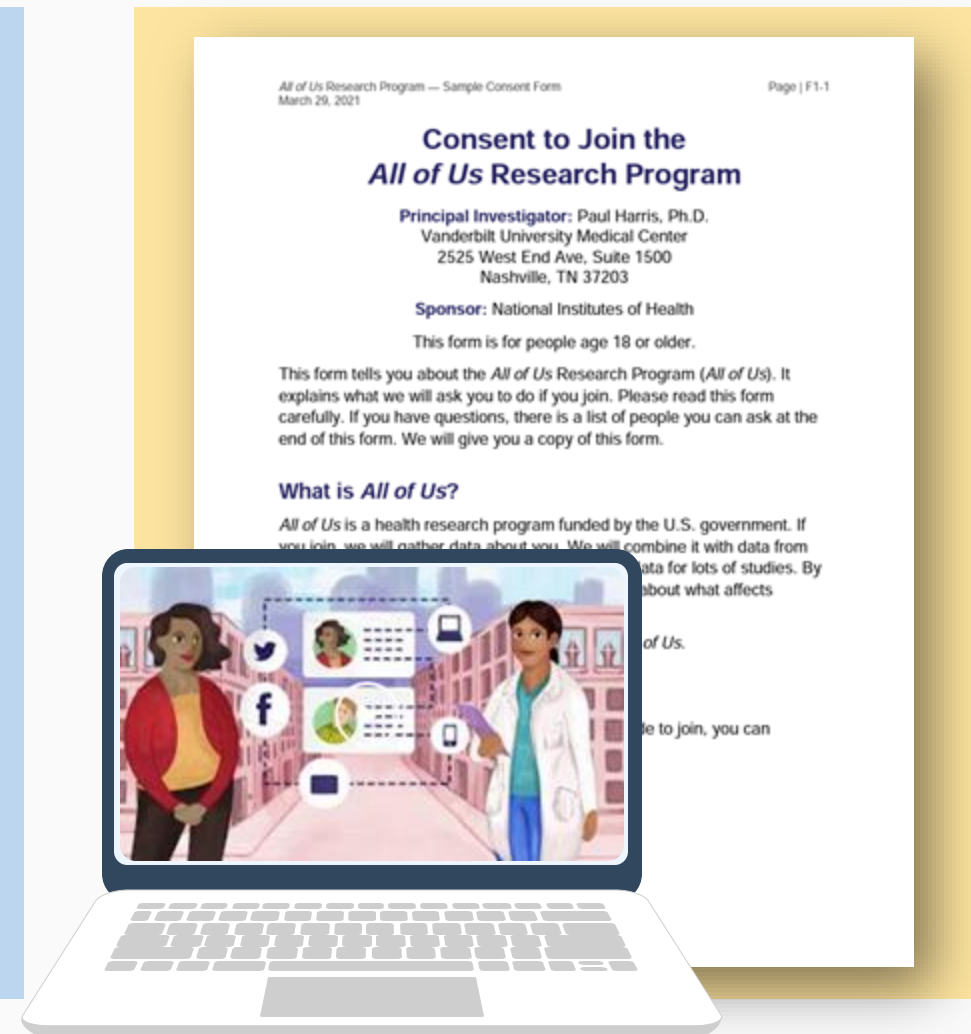 All of Us Research Program — Sample Consent Form
Page | F1-1
March 29, 2021
Consent to Join the
All of Us Research Program
Principal Investigator: Paul Harris, Ph.D.
Vanderbilt University Medical Center
2525 West End Ave, Suite 1500
Nashville, TN 37203
Sponsor: National Institutes of Health
This form is for people age 18 or older.
This form tells you about the All of Us Research Program (All of Us). It
explains what we will ask you to do if you join. Please read this form
carefully. If you have questions, there is a list of people you can ask at the
end of this form. We will give you a copy of this form.
What is All of Us?
All of Us is a health research program funded by the U.S. government. If
you join, we will gather data about you. We will combine it with data from
data for lots of studies. By
about what affects
of Us.
to join, you can